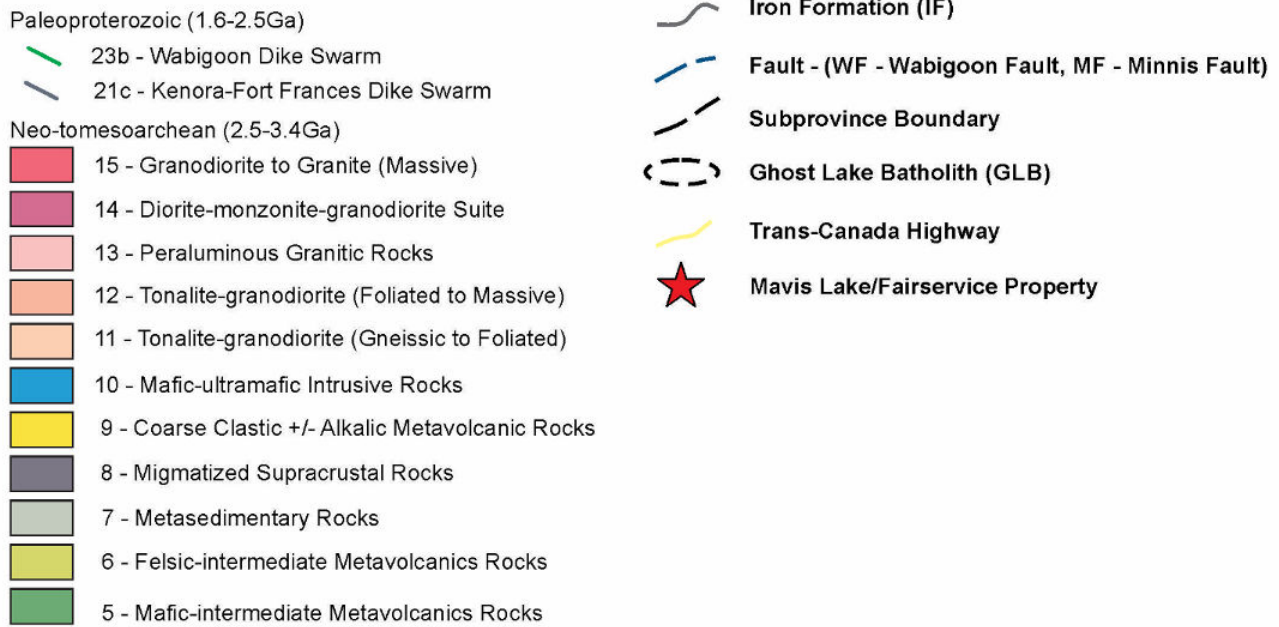 Paleoproterozoic (1.6-2.5Ga)
23b - Wabigoon Dike Swarm
21c - Kenora-Fort Frances Dike Swarm
Neo-tomesoarchean (2.5-3.4Ga)
15 - Granodiorite to Granite (Massive)
14 - Diorite-monzonite-granodiorite Suite
13 - Peraluminous Granitic Rocks
12 - Tonalite-granodiorite (Foliated to Massive)
11 - Tonalite-granodiorite (Gneissic to Foliated)
10 - Mafic-ultramafic Intrusive Rocks
9 - Coarse Clastic +/- Alkalic Metavolcanic Rocks
8 - Migmatized Supracrustal Rocks
7 - Metasedimentary Rocks
6 - Felsic-intermediate Metavolcanics Rocks
5 - Mafic-intermediate Metavolcanics Rocks
Iron Formation (IF)
Fault - (WF - Wabigoon Fault, MF - Minnis Fault)
Subprovince Boundary
Ghost Lake Batholith (GLB)
Trans-Canada Highway
Mavis Lake/Fairservice Property